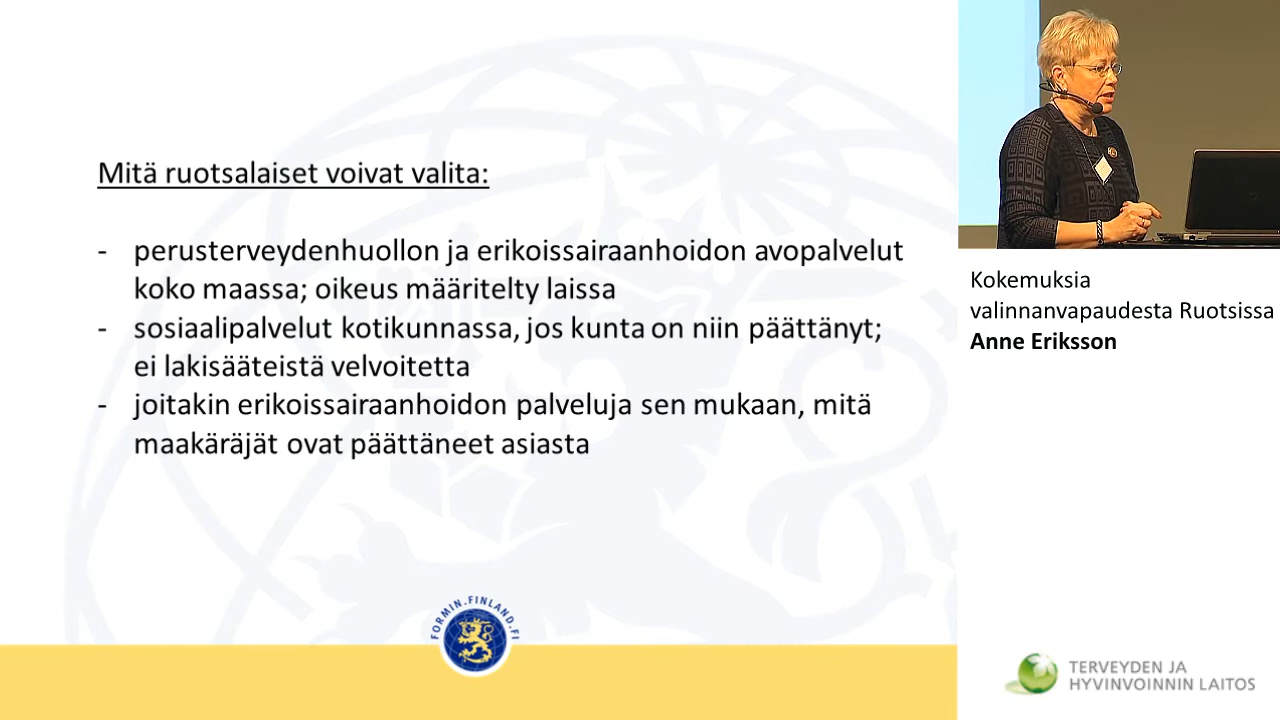 Mitä ruotsalaiset voivat valita:
- perusterveydenhuollon ja erikoissairaanhoidon avopalvelut
koko maassa; oikeus määritelty laissa
- sosiaalipalvelut kotikunnassa, jos kunta on niin päättänyt;
ei lakisääteistä velvoitetta
- joitakin erikoissairaanhoidon palveluja sen mukaan, mitä
maakäräjät ovat päättäneet asiasta
FORMIN.FINLAND.FI
Kokemuksia
valinnanvapaudesta Ruotsissa
Anne Eriksson
TERVEYDEN JA
HYVINVOINNIN LAITOS